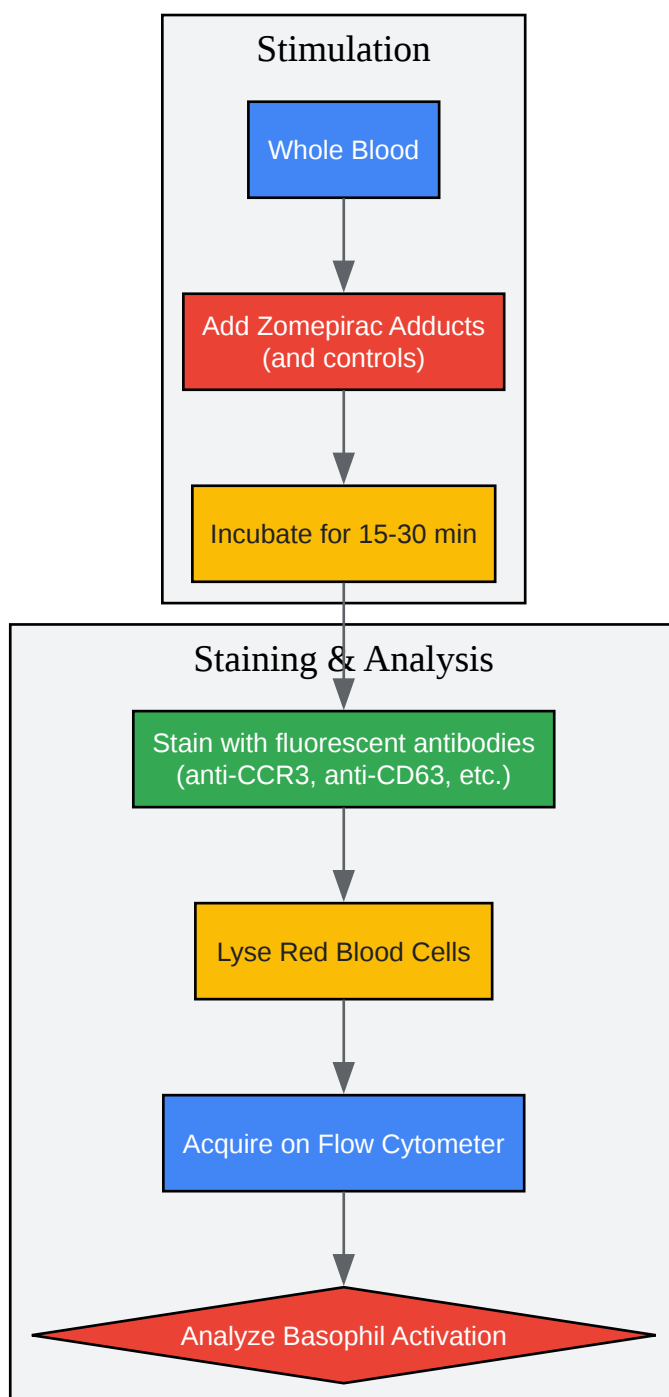 Stimulation
Whole Blood
Add Zomepirac Adducts
(and controls)
Incubate for 15-30 min
Staining & Analysis
Stain with fluorescent antibodies
(anti-CCR3, anti-CD63, etc.)
Lyse Red Blood Cells
Acquire on Flow Cytometer
Analyze Basophil Activation